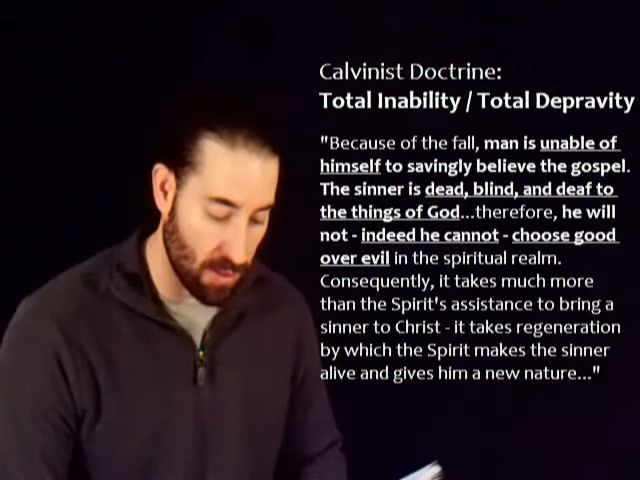 Calvinist Doctrine:
Total Inability / Total Depravity
"Because of the fall, man is unable of
himself to savingly believe the gospel.
The sinner is dead, blind, and deaf to
the things of God...therefore, he will
not - indeed he cannot - choose good
over evil in the spiritual realm.
Consequently, it takes much more
than the Spirit's assistance to bring a
sinner to Christ - it takes regeneration
by which the Spirit makes the sinner
alive and gives him a new nature..."